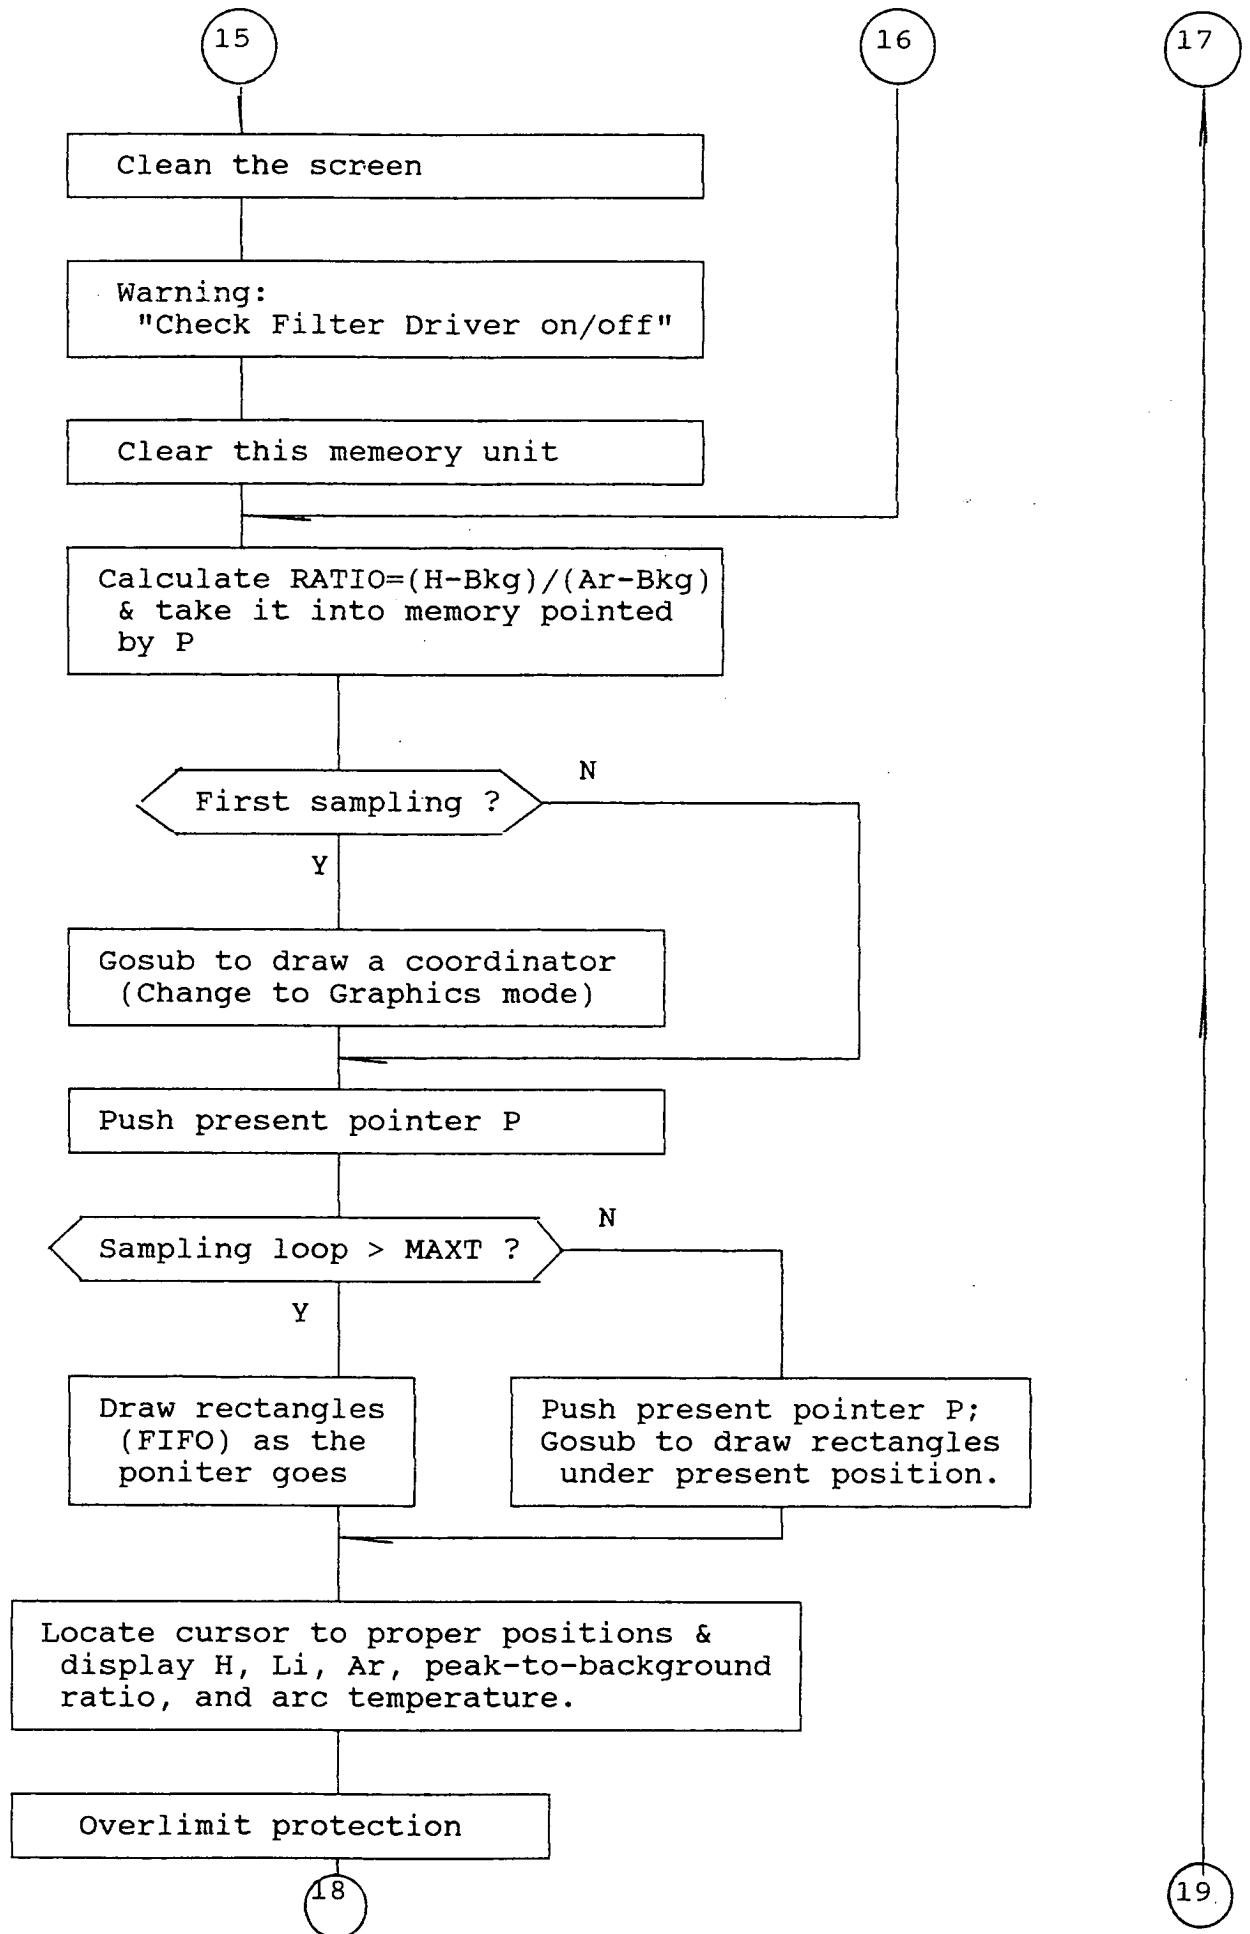 15
16
17
Clean the screen
Warning:
"Check Filter Driver on/off"
Clear this memeory unit
Calculate RATIO=(H-Bkg)/(Ar-Bkg)
& take it into memory pointed
by P
First sampling ?
N
Y
Gosub to draw a coordinator
(Change to Graphics mode)
Push present pointer P
Sampling loop > MAXT ?
N
Y
Draw rectangles
(FIFO) as the
poniter goes
Push present pointer P;
Gosub to draw rectangles
under present position.
Locate cursor to proper positions &
display H, Li, Ar, peak-to-background
ratio, and arc temperature.
Overlimit protection
18
19